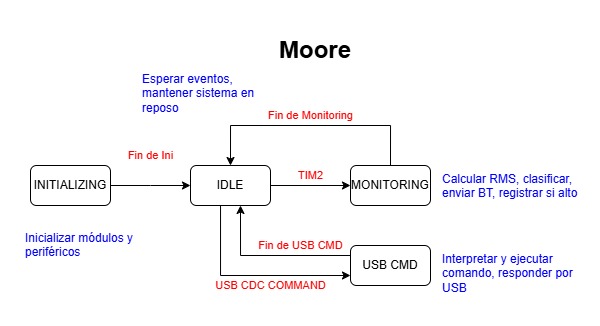 Moore
Esperar eventos,
mantener sistema en
reposo
Fin de Monitoring
Fin de Ini
INITIALIZING
IDLE
TIM2
MONITORING
Calcular RMS, clasificar,
enviar BT, registrar si alto
Inicializar módulos y
periféricos
Fin de USB CMD
USB CMD
Interpretar y ejecutar
comando, responder por
USB
USB CDC COMMAND